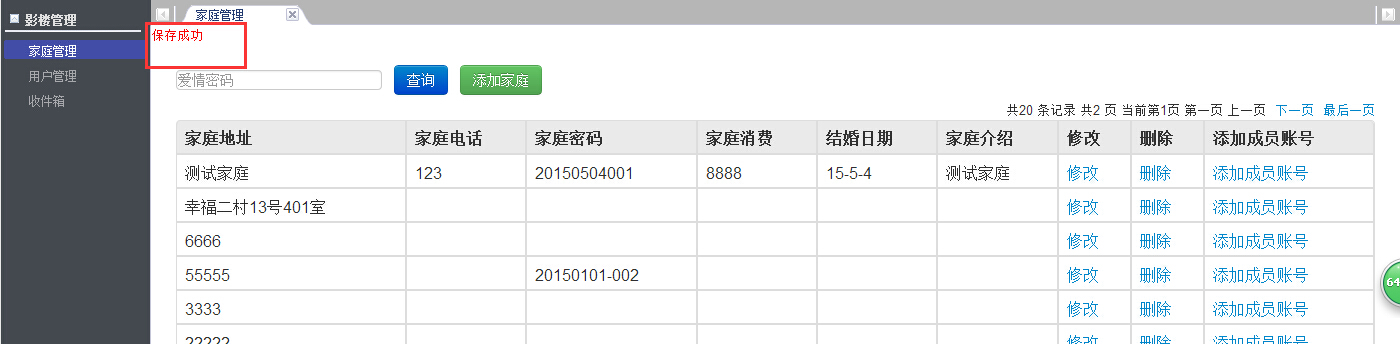 影楼管理
家庭管理
用户管理
收件箱
家庭管理
保存成功
爱情密码 查询 添加家庭
共20 条记录 共2 页 当前第1页 第一页 上一页 下一页 最后一页
家庭地址 家庭电话 家庭密码 家庭消费 结婚日期 家庭介绍 修改 删除 添加成员账号
测试家庭 123 20150504001 8888 15-5-4 测试家庭 修改 删除 添加成员账号
幸福二村13号401室 修改 删除 添加成员账号
6666 修改 删除 添加成员账号
55555 20150101-002 修改 删除 添加成员账号
3333 修改 删除 添加成员账号
22222 修改 删除 添加成员账号
64